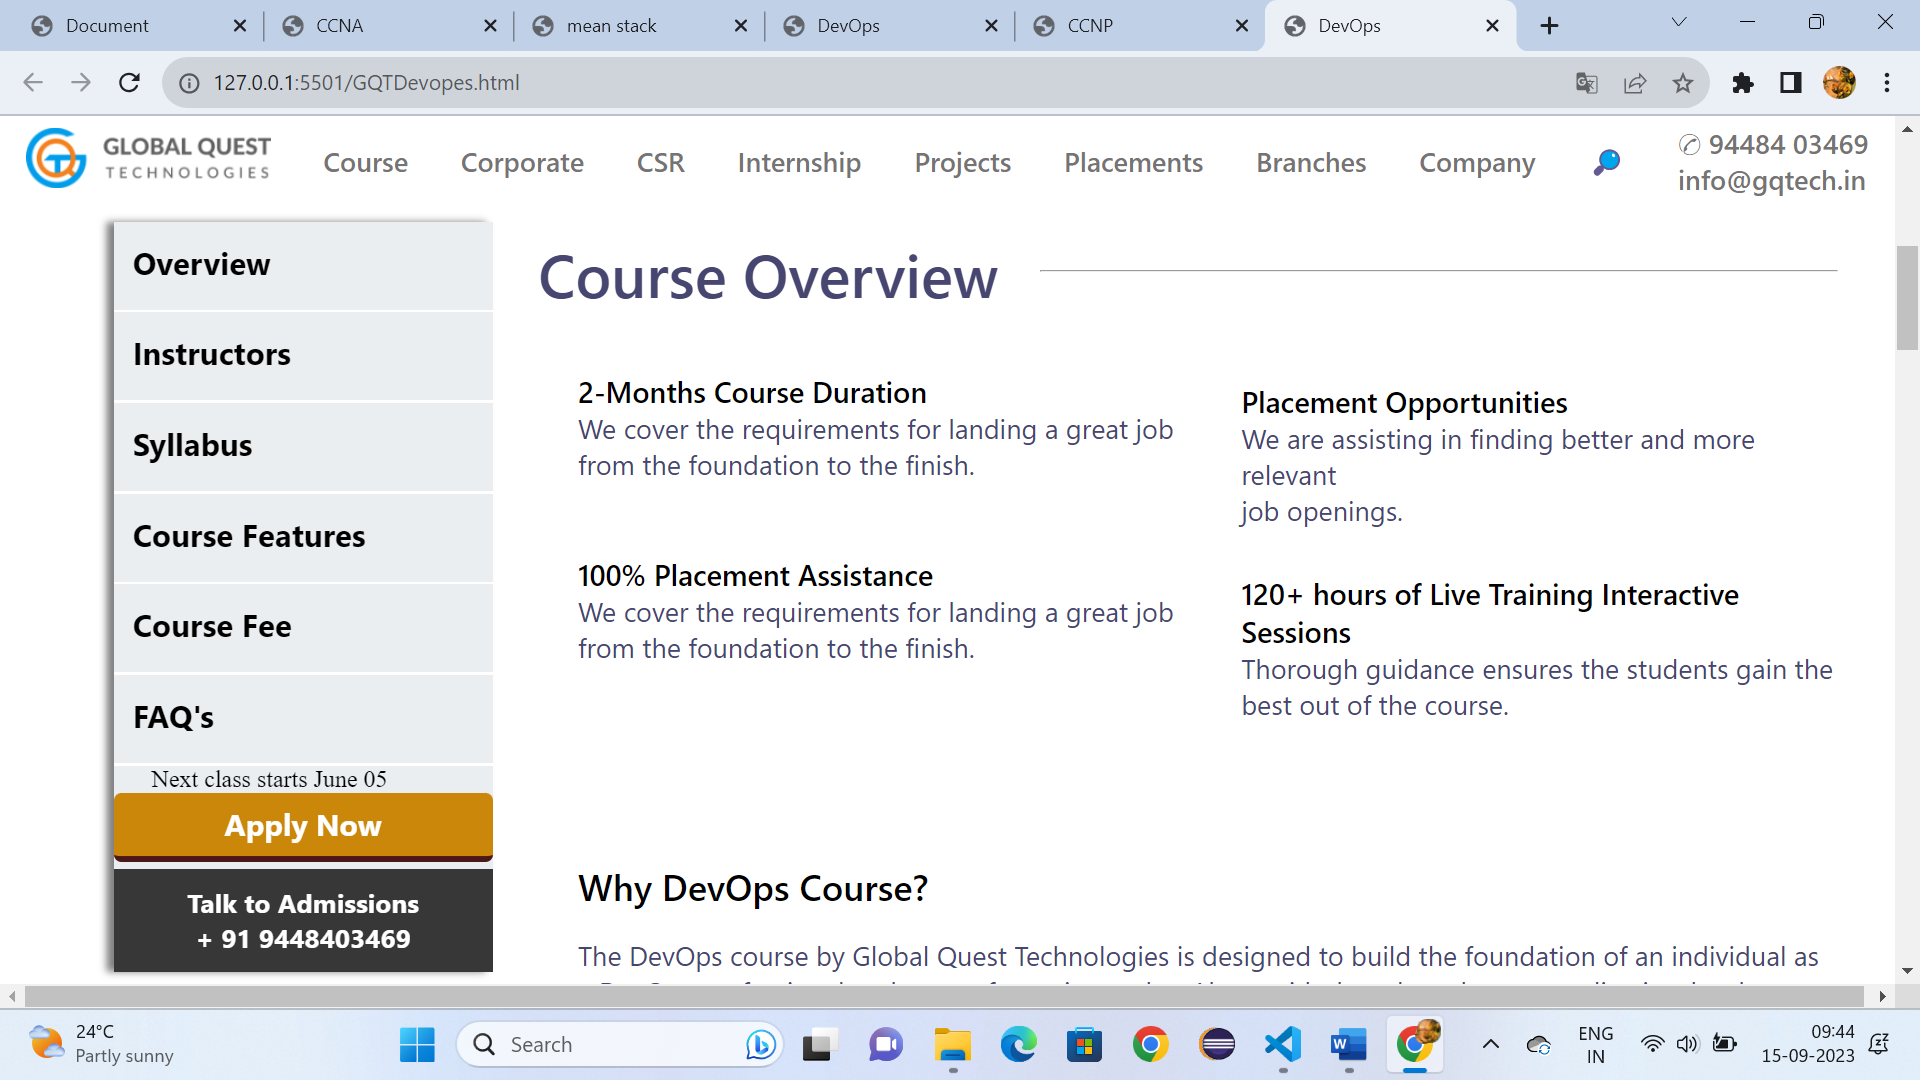 Document
CCNA
mean stack
DevOps
CCNP
DevOps
127.0.0.1:5501/GQTDevopes.html
GLOBAL QUEST
TECHNOLOGIES
Course
Corporate
CSR
Internship
Projects
Placements
Branches
Company
94484 03469
info@gqtech.in
Overview
Instructors
Syllabus
Course Features
Course Fee
FAQ's
Next class starts June 05
Apply Now
Talk to Admissions
+ 91 9448403469
Course Overview
2-Months Course Duration
We cover the requirements for landing a great job
from the foundation to the finish.
Placement Opportunities
We are assisting in finding better and more
relevant
job openings.
100% Placement Assistance
We cover the requirements for landing a great job
from the foundation to the finish.
120+ hours of Live Training Interactive
Sessions
Thorough guidance ensures the students gain the
best out of the course.
Why DevOps Course?
The DevOps course by Global Quest Technologies is designed to build the foundation of an individual as
24°C
Partly sunny
Search
ENG
IN
09:44
15-09-2023